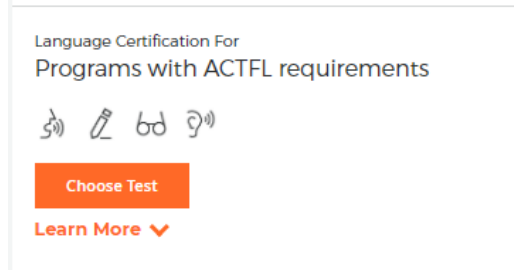 Language Certification For
Programs with ACTFL requirements
Choose Test
Learn More